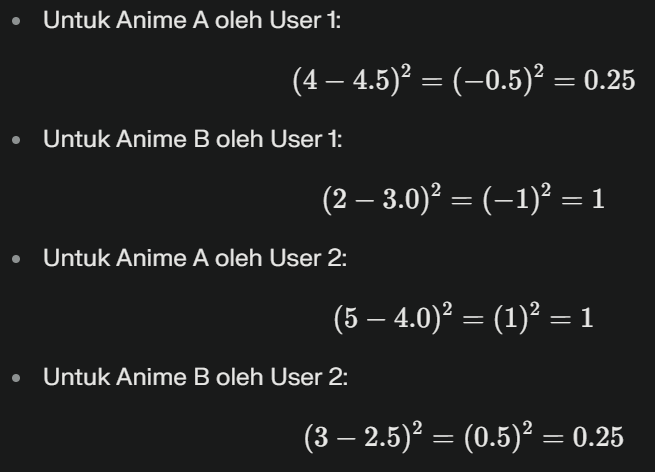 • Untuk Anime A oleh User 1:
(4 − 4.5)² = (−0.5)² = 0.25
• Untuk Anime B oleh User 1:
(2 − 3.0)² = (−1)² = 1
• Untuk Anime A oleh User 2:
(5 − 4.0)² = (1)² = 1
• Untuk Anime B oleh User 2:
(3 − 2.5)² = (0.5)² = 0.25